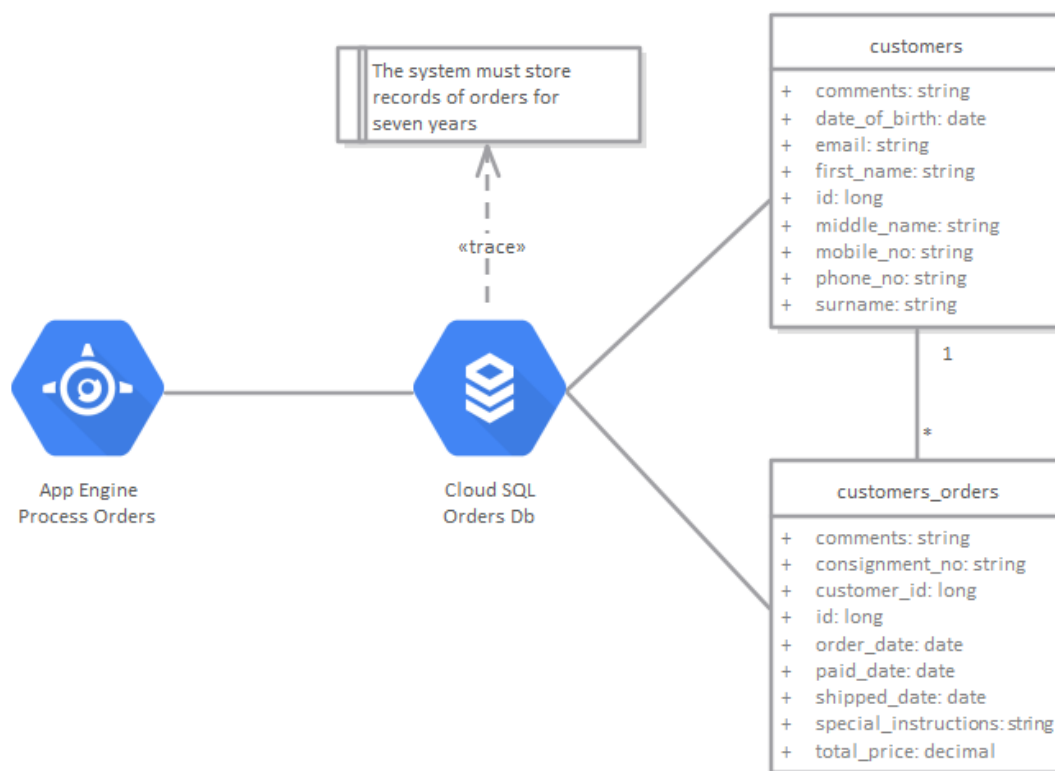 The system must store
records of orders for
seven years
«trace»
App Engine
Process Orders
Cloud SQL
Orders Db
customers
+ comments: string
+ date_of_birth: date
+ email: string
+ first_name: string
+ id: long
+ middle_name: string
+ mobile_no: string
+ phone_no: string
+ surname: string
1
*
customers_orders
+ comments: string
+ consignment_no: string
+ customer_id: long
+ id: long
+ order_date: date
+ paid_date: date
+ shipped_date: date
+ special_instructions: string
+ total_price: decimal